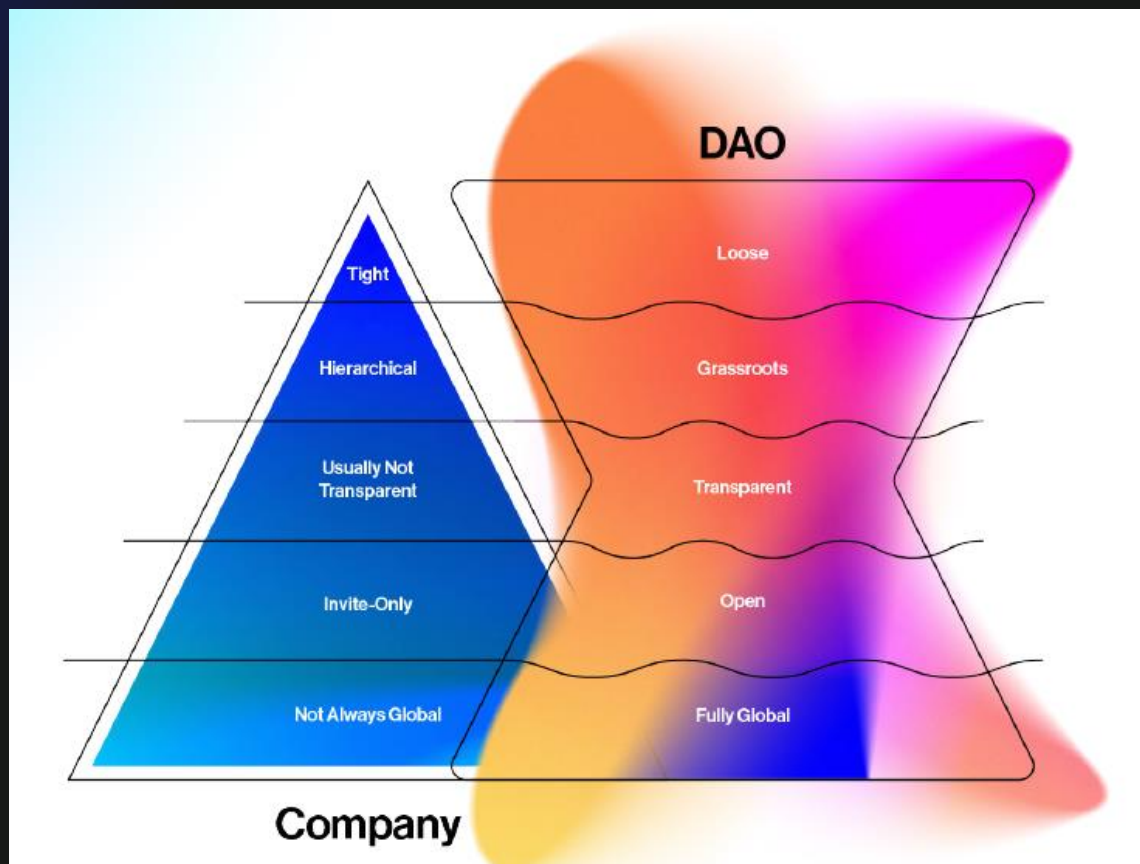 DAO
Tight
Loose
Hierarchical
Grassroots
Usually Not
Transparent
Transparent
Invite-Only
Open
Not Always Global
Fully Global
Company